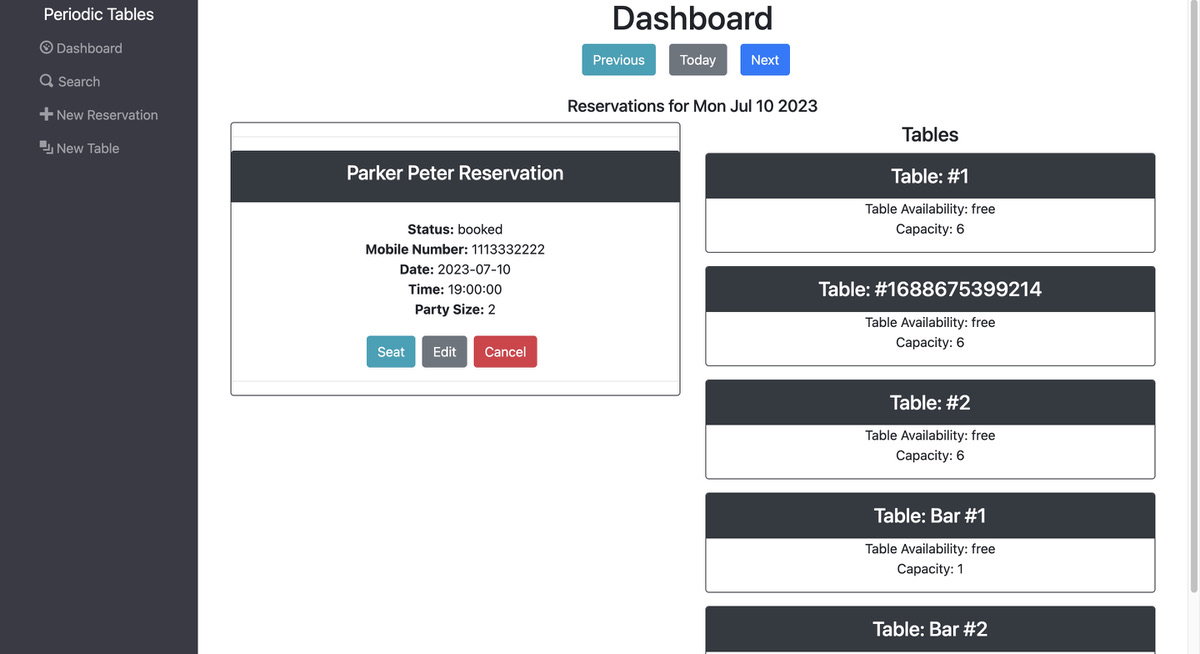 Periodic Tables
Dashboard
Search
New Reservation
New Table
Dashboard
Previous Today Next
Reservations for Mon Jul 10 2023
Parker Peter Reservation
Status: booked
Mobile Number: 1113332222
Date: 2023-07-10
Time: 19:00:00
Party Size: 2
Seat Edit Cancel
Tables
Table: #1
Table Availability: free
Capacity: 6
Table: #1688675399214
Table Availability: free
Capacity: 6
Table: #2
Table Availability: free
Capacity: 6
Table: Bar #1
Table Availability: free
Capacity: 1
Table: Bar #2